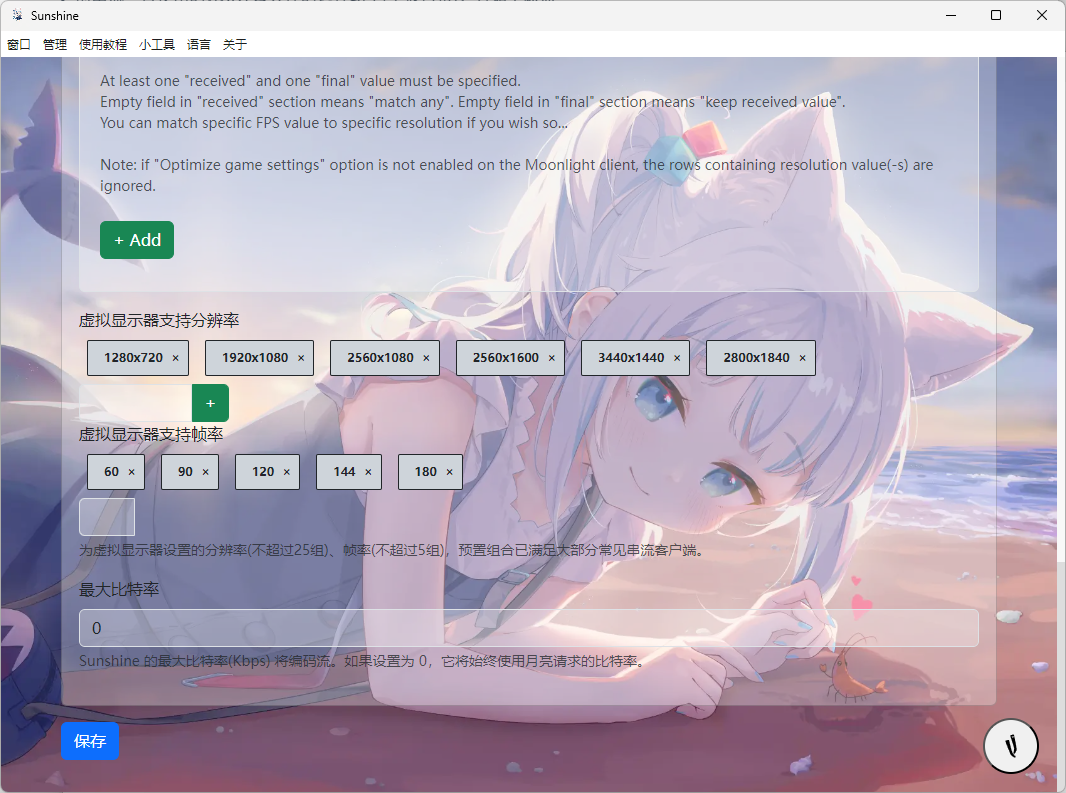 Sunshine
窗口 管理 使用教程 小工具 语言 关于
At least one "received" and one "final" value must be specified.
Empty field in "received" section means "match any". Empty field in "final" section means "keep received value".
You can match specific FPS value to specific resolution if you wish so...
Note: if "Optimize game settings" option is not enabled on the Moonlight client, the rows containing resolution value(-s) are
ignored.
+ Add
虚拟显示器支持分辨率
1280x720 × 1920x1080 × 2560x1080 × 2560x1600 × 3440x1440 × 2800x1840 ×
+
虚拟显示器支持帧率
60 × 90 × 120 × 144 × 180 ×
为虚拟显示器设置的分辨率(不超过25组)、帧率(不超过5组)，预置组合已满足大部分常见串流客户端。
最大比特率
0
Sunshine 的最大比特率(Kbps) 将编码流。如果设置为 0，它将始终使用月亮请求的比特率。
保存